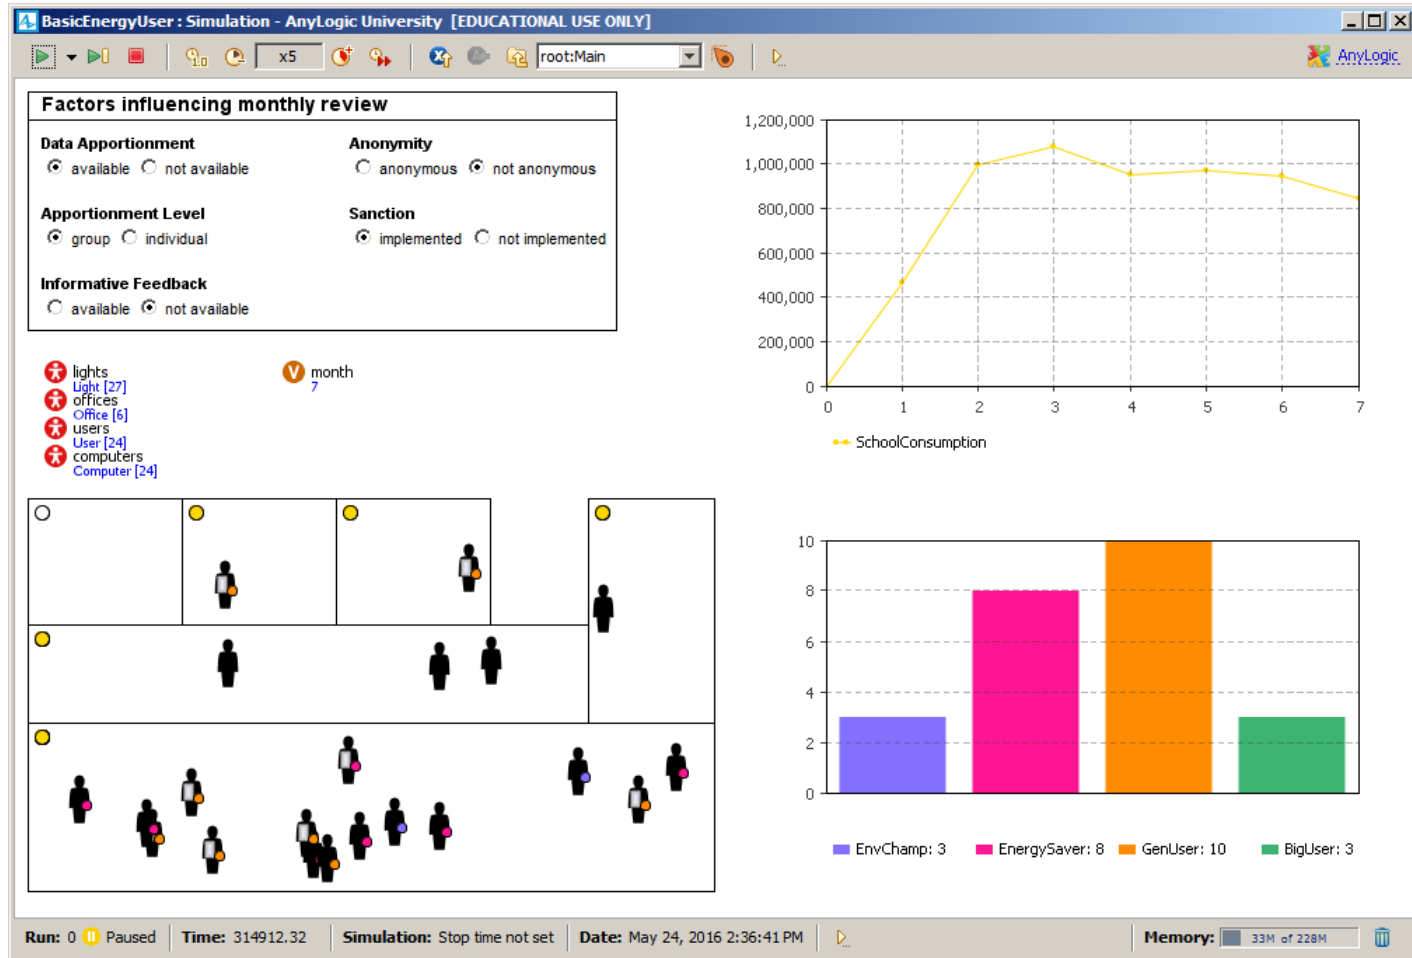 BasicEnergyUser : Simulation - AnyLogic University [EDUCATIONAL USE ONLY]
x5
root:Main
AnyLogic
Factors influencing monthly review
Data Apportionment
available not available
Anonymity
anonymous not anonymous
Apportionment Level
group individual
Sanction
implemented not implemented
Informative Feedback
available not available
lights
Light [27]
offices
Office [6]
users
User [24]
computers
Computer [24]
V month
7
1,200,000
1,000,000
800,000
600,000
400,000
200,000
0
0 1 2 3 4 5 6 7
SchoolConsumption
10
8
6
4
2
0
EnvChamp: 3 EnergySaver: 8 GenUser: 10 BigUser: 3
Run: 0 Paused Time: 314912.32 Simulation: Stop time not set Date: May 24, 2016 2:36:41 PM Memory: 33M of 228M